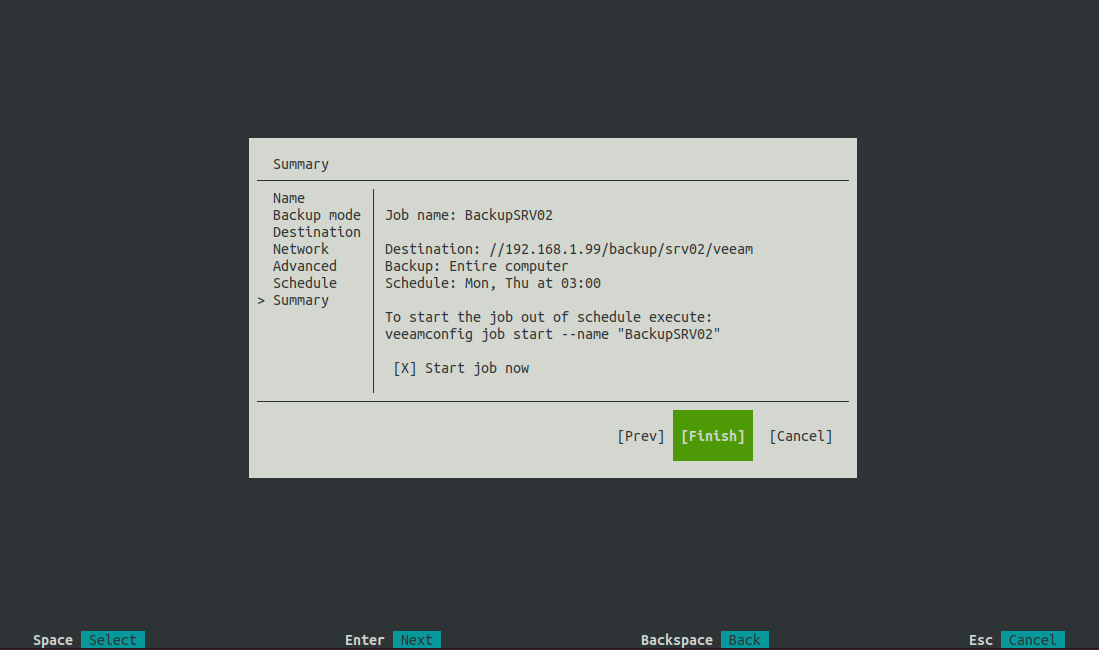 Summary
Name
Backup mode
Destination
Network
Advanced
Schedule
> Summary
Job name: BackupSRV02
Destination: //192.168.1.99/backup/srv02/veeam
Backup: Entire computer
Schedule: Mon, Thu at 03:00
To start the job out of schedule execute:
veeamconfig job start --name "BackupSRV02"
[X] Start job now
[Prev] [Finish] [Cancel]
Space Select Enter Next Backspace Back Esc Cancel